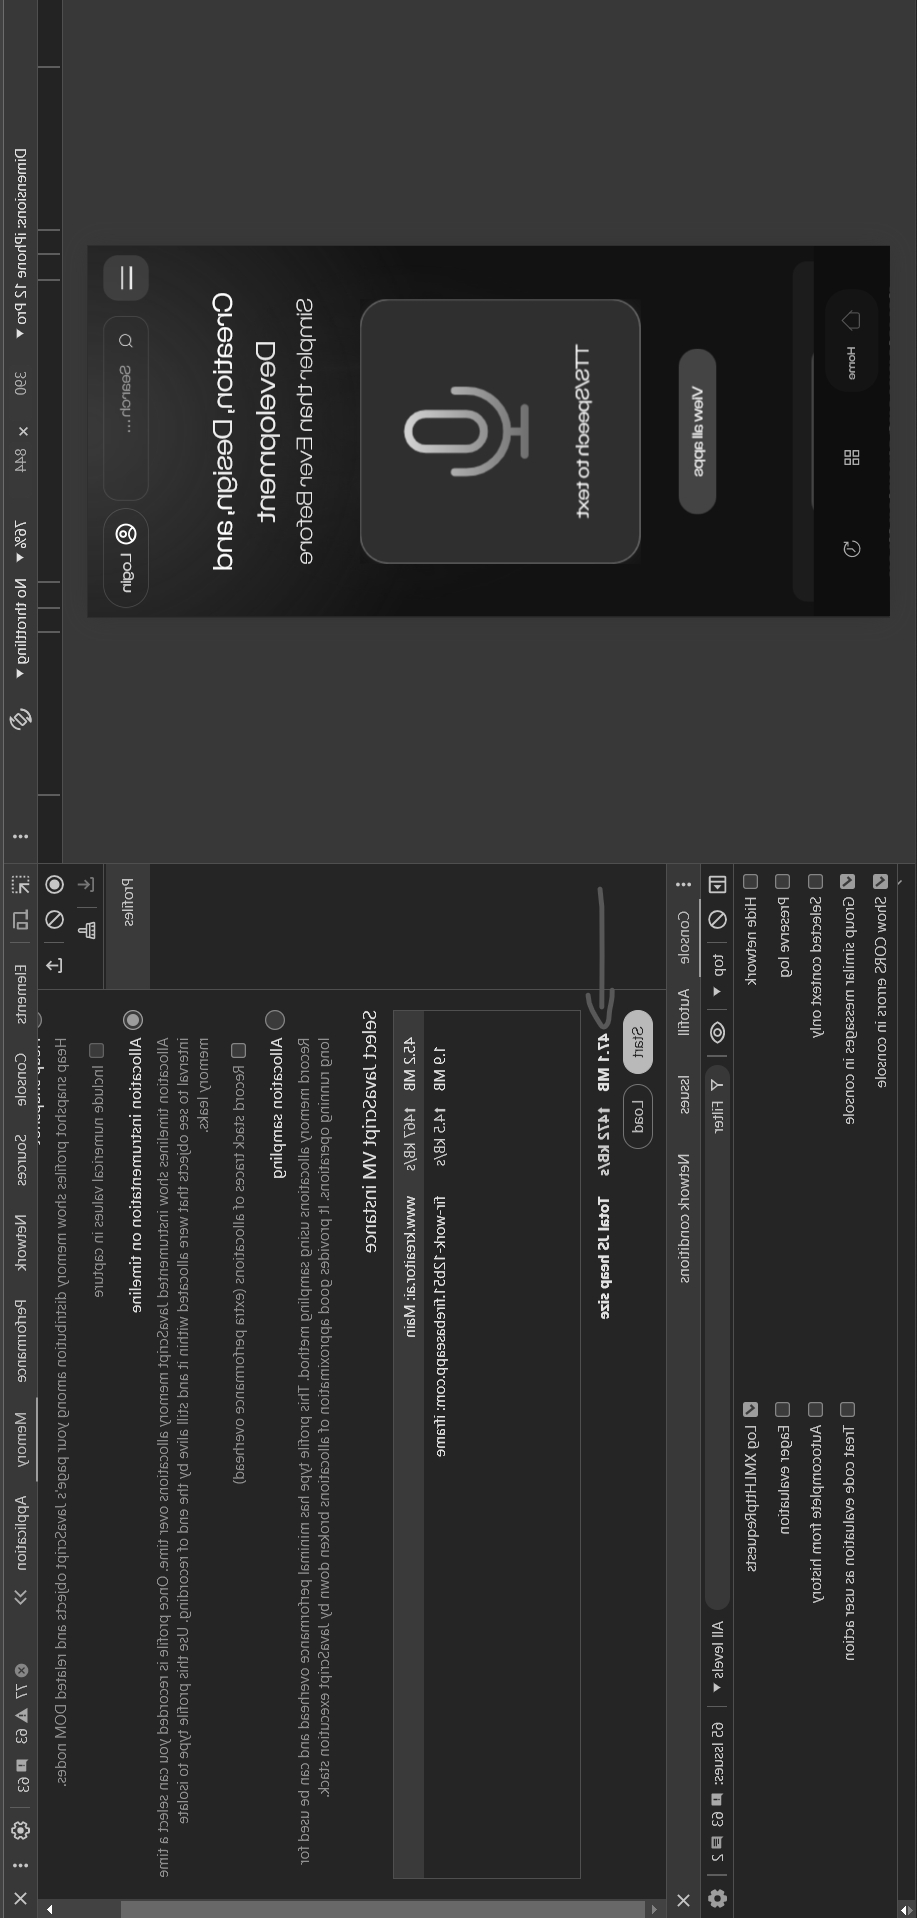 Dimensions: iPhone 12 Pro ▼ 390 × 844 76% ▼ No throttling ▼
Search...
Login
Creation, Design, and
Development
Simpler than Ever Before
TTS/Speech to text
View all apps
Home
Elements Console Sources Network Performance Memory Application 77 63 63
Profiles
Heap snapshot profiles show memory distribution among your page's JavaScript objects and related DOM nodes.
Include numerical values in capture
Allocation instrumentation on timeline
Allocation timelines show instrumented JavaScript memory allocations over time. Once profile is recorded you can select a time
interval to see objects that were allocated within it and still alive by the end of recording. Use this profile type to isolate
memory leaks.
Record stack traces of allocations (extra performance overhead)
Allocation sampling
Record memory allocations using sampling method. This profile type has minimal performance overhead and can be used for
long running operations. It provides good approximation of allocations broken down by JavaScript execution stack.
Select JavaScript VM instance
45.2 MB ↑467 kB/s www.kreaitor.ai: Main
1.9 MB ↑4.5 kB/s fir-work-12b51.firebaseapp.com: iframe
47.1 MB ↑472 kB/s Total JS heap size
Start Load
Console Autofill Issues Network conditions
top ▼ Filter All levels ▼ 65 Issues: 63 2
Hide network Log XMLHttpRequests
Preserve log Eager evaluation
Selected context only Autocomplete from history
Group similar messages in console Treat code evaluation as user action
Show CORS errors in console